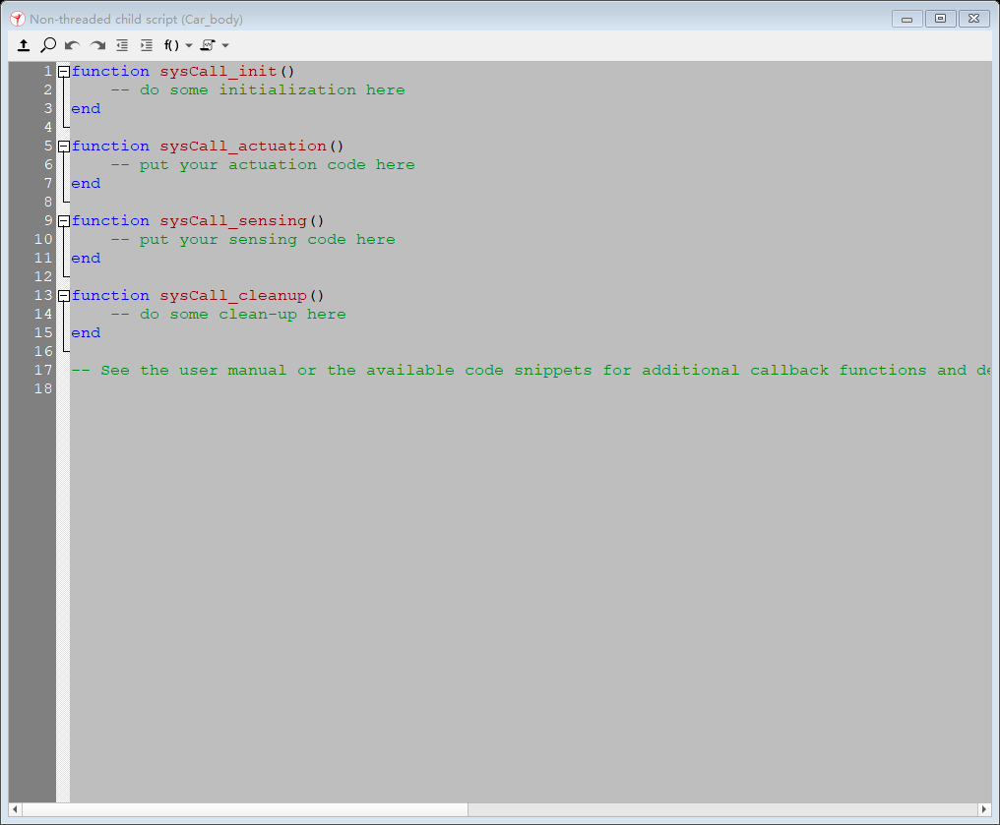 Non-threaded child script (Car_body)
f()
1 function sysCall_init()
2 -- do some initialization here
3 end
4
5 function sysCall_actuation()
6 -- put your actuation code here
7 end
8
9 function sysCall_sensing()
10 -- put your sensing code here
11 end
12
13 function sysCall_cleanup()
14 -- do some clean-up here
15 end
16
17 -- See the user manual or the available code snippets for additional callback functions and de
18